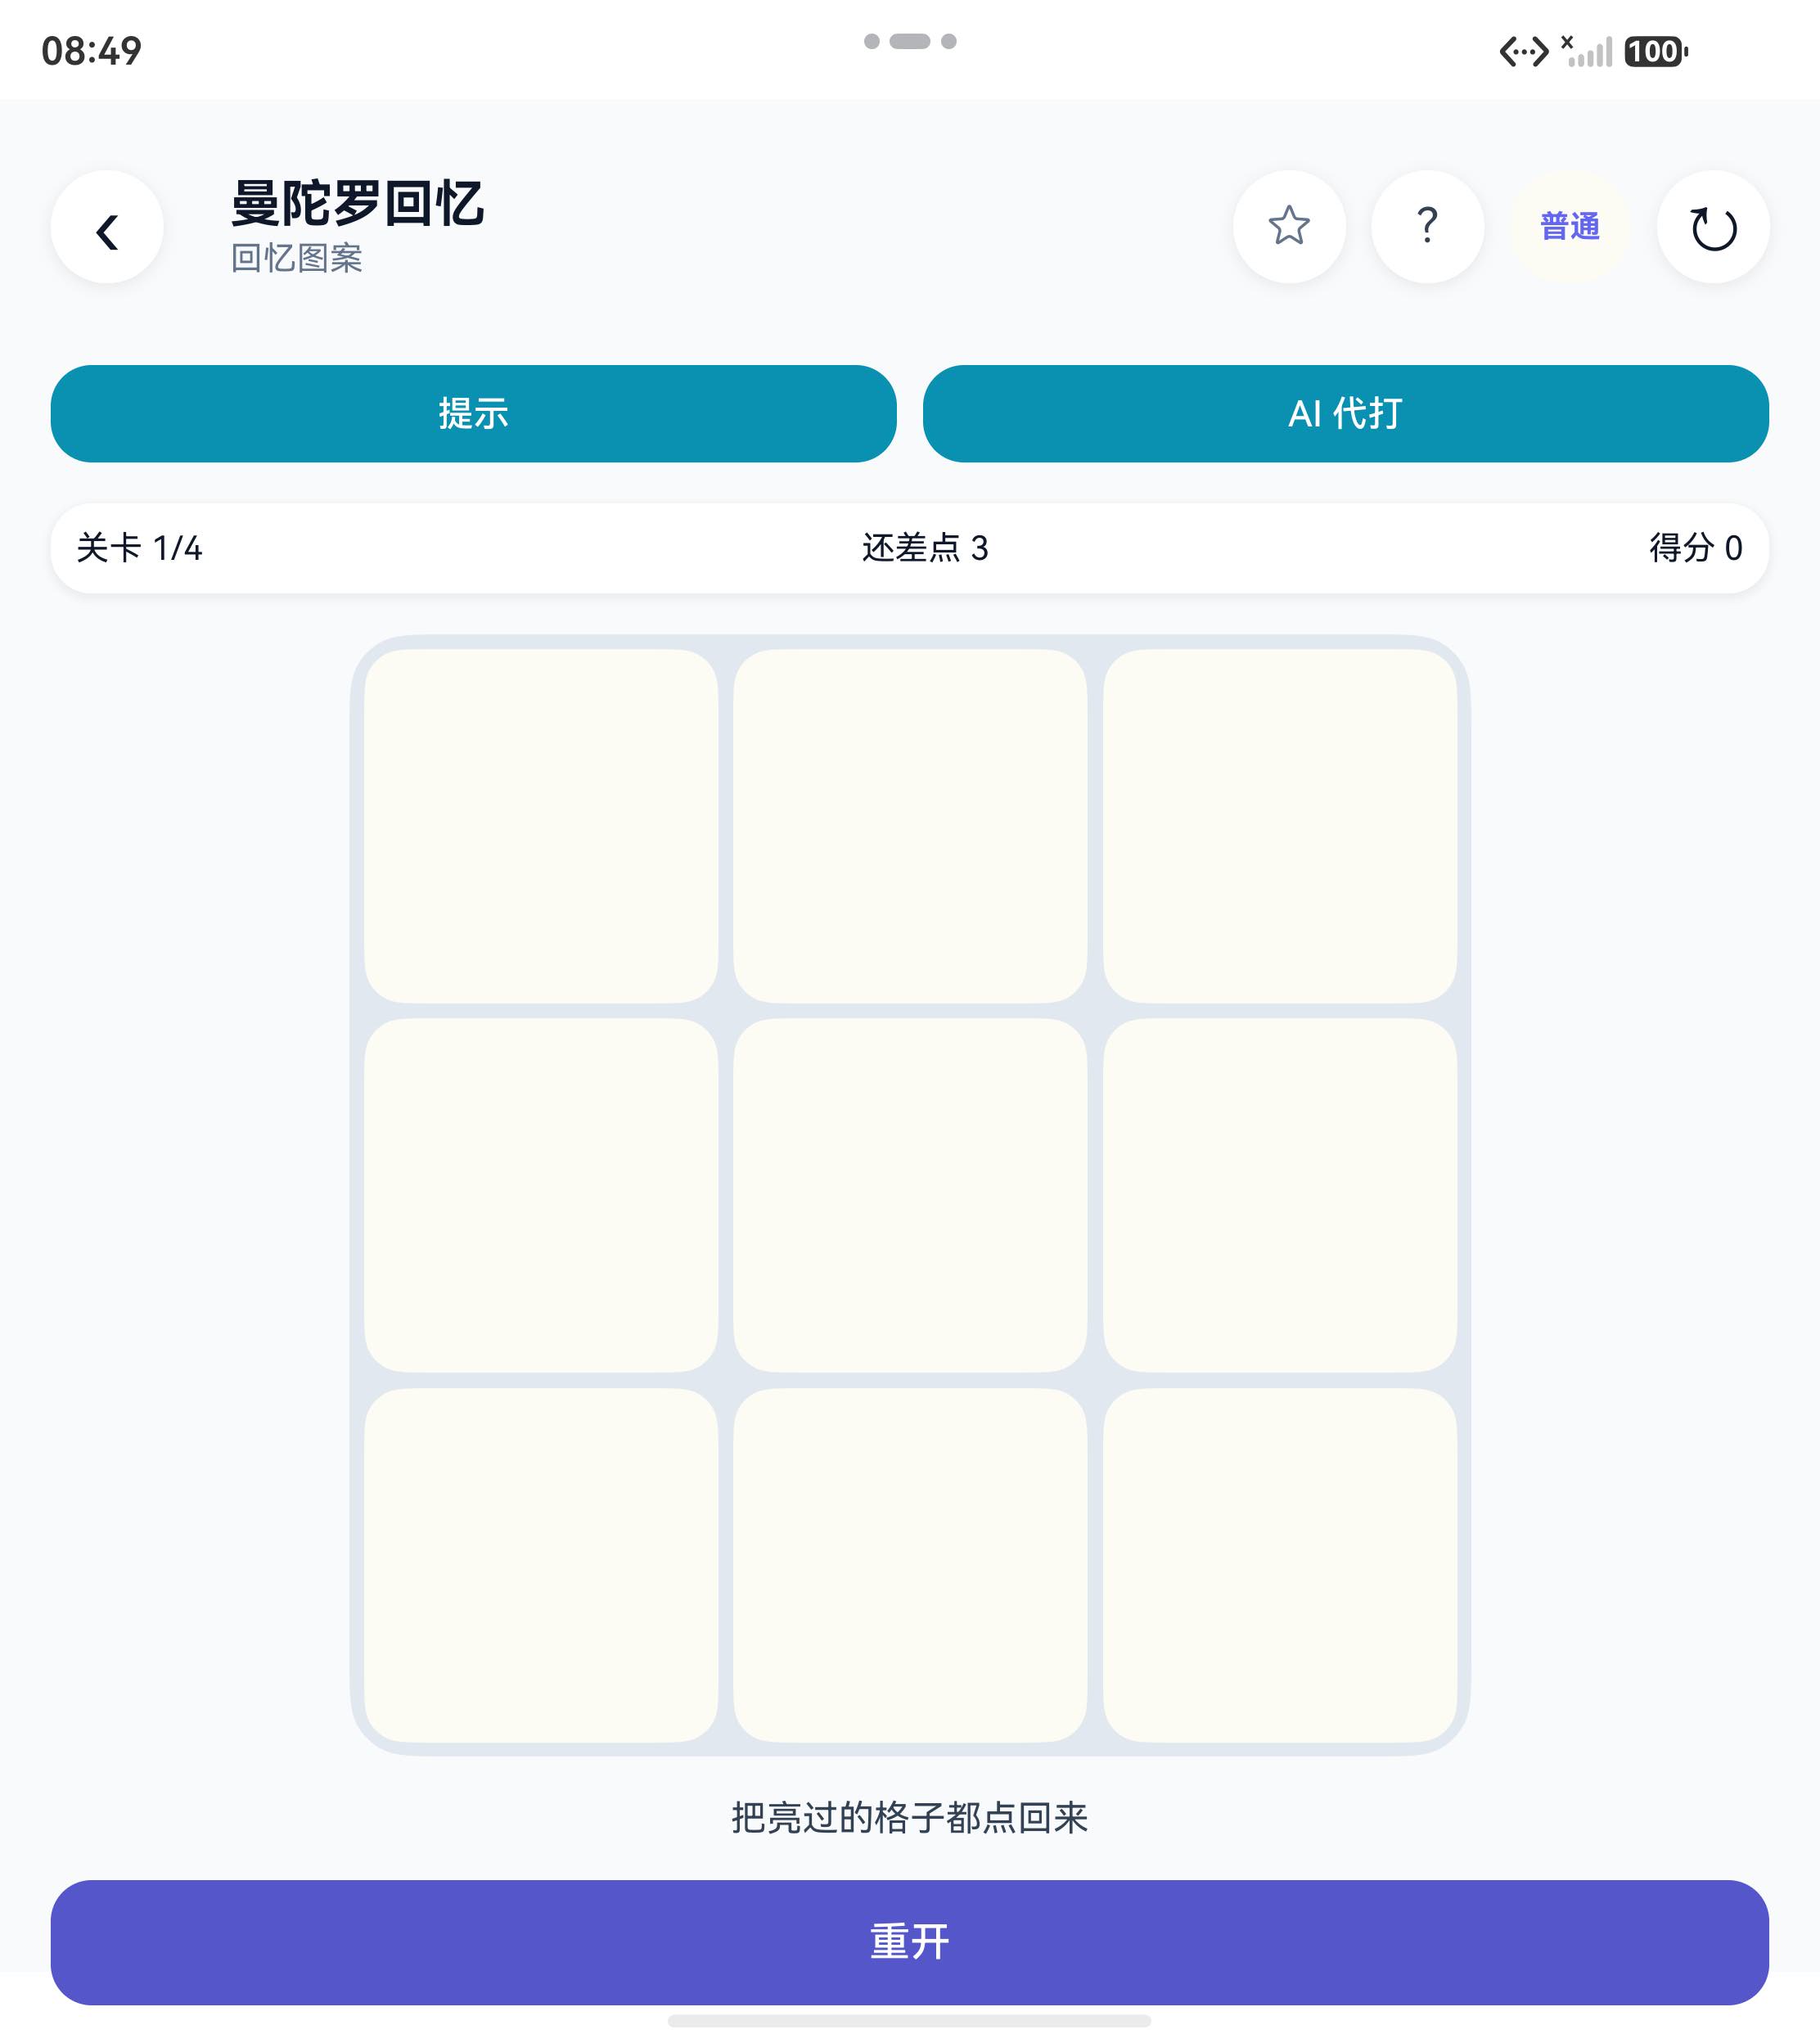 08:49
100
曼陀罗回忆
回忆图案
?
普通
提示
AI 代打
关卡 1/4
还差点 3
得分 0
把亮过的格子都点回来
重开